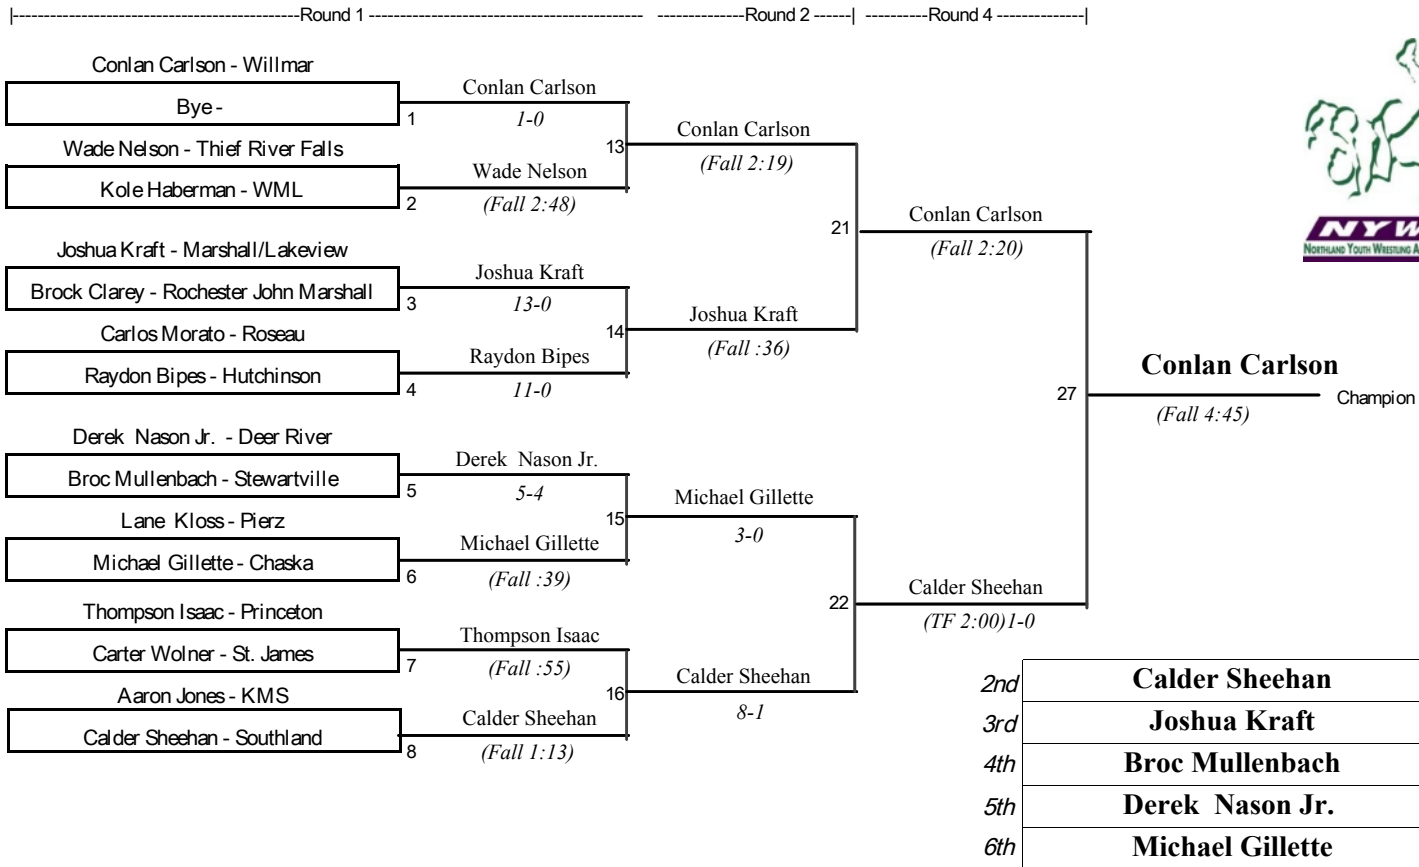 |-----------------------------------------------Round 1 --------------------------------------------- --------------Round 2 ------| ----------Round 4 --------------|
Conlan Carlson - Willmar
Bye -
1
Wade Nelson - Thief River Falls
Kole Haberman - WML
2
Joshua Kraft - Marshall/Lakeview
Brock Clarey - Rochester John Marshall
3
Carlos Morato - Roseau
Raydon Bipes - Hutchinson
4
Derek Nason Jr. - Deer River
Broc Mullenbach - Stewartville
5
Lane Kloss - Pierz
Michael Gillette - Chaska
6
Thompson Isaac - Princeton
Carter Wolner - St. James
7
Aaron Jones - KMS
Calder Sheehan - Southland
8
Conlan Carlson
1-0
13
Wade Nelson
(Fall 2:48)
Joshua Kraft
13-0
14
Raydon Bipes
11-0
Derek Nason Jr.
5-4
15
Michael Gillette
(Fall :39)
Thompson Isaac
(Fall :55)
16
Calder Sheehan
(Fall 1:13)
Conlan Carlson
(Fall 2:19)
21
Joshua Kraft
(Fall :36)
Michael Gillette
3-0
22
Calder Sheehan
8-1
Conlan Carlson
(Fall 2:20)
27
Calder Sheehan
(TF 2:00)1-0
Conlan Carlson
Champion
(Fall 4:45)
NYW
NORTHLAND YOUTH WRESTLING A
2nd Calder Sheehan
3rd Joshua Kraft
4th Broc Mullenbach
5th Derek Nason Jr.
6th Michael Gillette